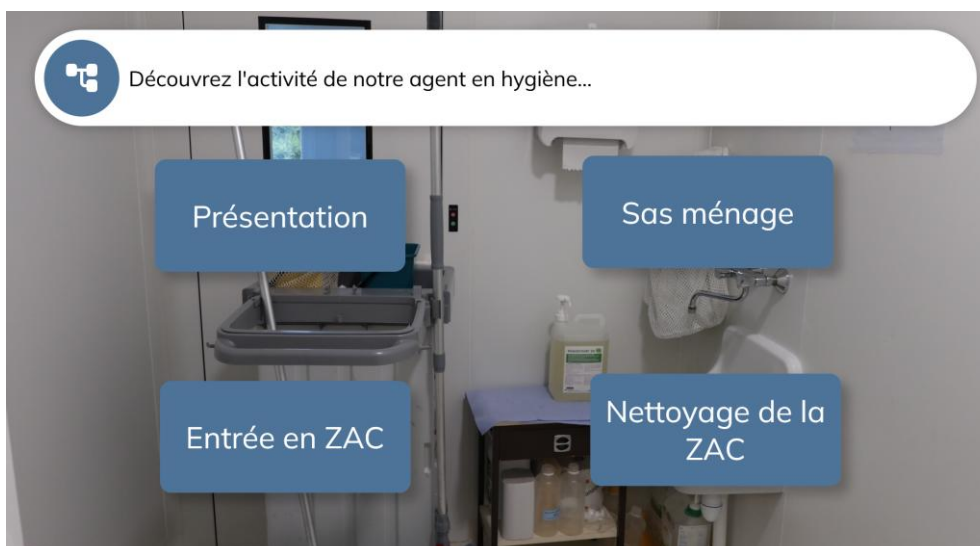 Découvrez l'activité de notre agent en hygiène...
Présentation
Sas ménage
Entrée en ZAC
Nettoyage de la
ZAC